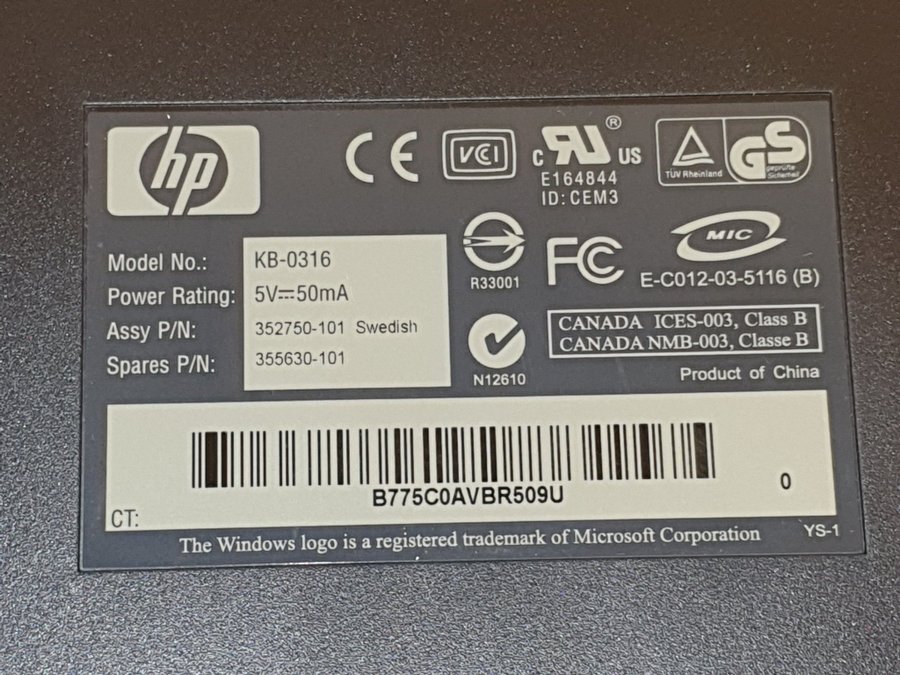 hp
CE
VCI
c RU ® US
E164844
ID: CEM3
TÜV Rheinland
GS
geprüfte
Sicherheit
Model No.: KB-0316
Power Rating: 5V⎓50mA
Assy P/N: 352750-101 Swedish
Spares P/N: 355630-101
R33001
FC
MIC
E-C012-03-5116 (B)
N12610
CANADA ICES-003, Class B
CANADA NMB-003, Classe B
Product of China
B775C0AVBR509U
0
CT:
The Windows logo is a registered trademark of Microsoft Corporation
YS-1